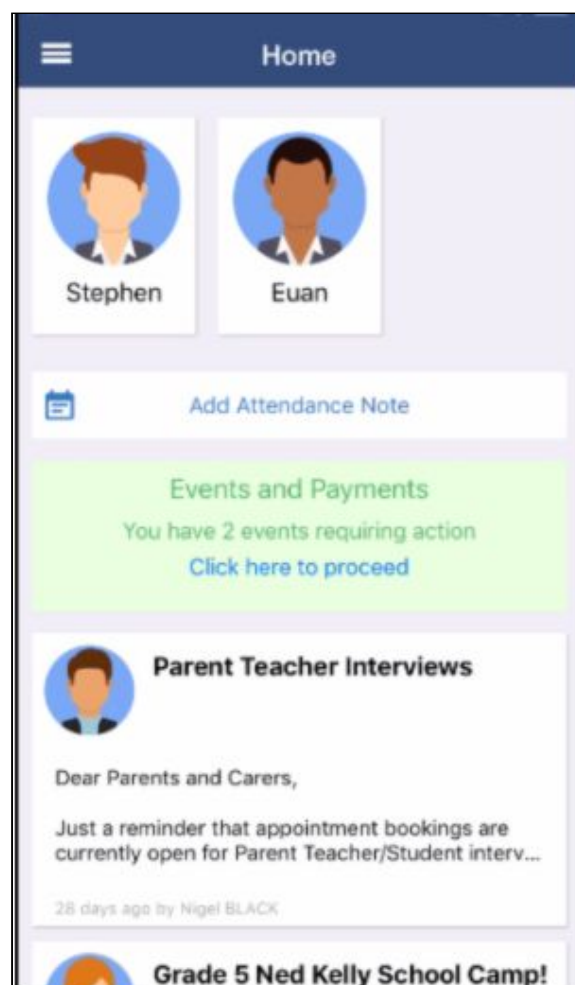 Home
Stephen
Euan
Add Attendance Note
Events and Payments
You have 2 events requiring action
Click here to proceed
Parent Teacher Interviews
Dear Parents and Carers,
Just a reminder that appointment bookings are
currently open for Parent Teacher/Student interv...
28 days ago by Nigel BLACK
Grade 5 Ned Kelly School Camp!